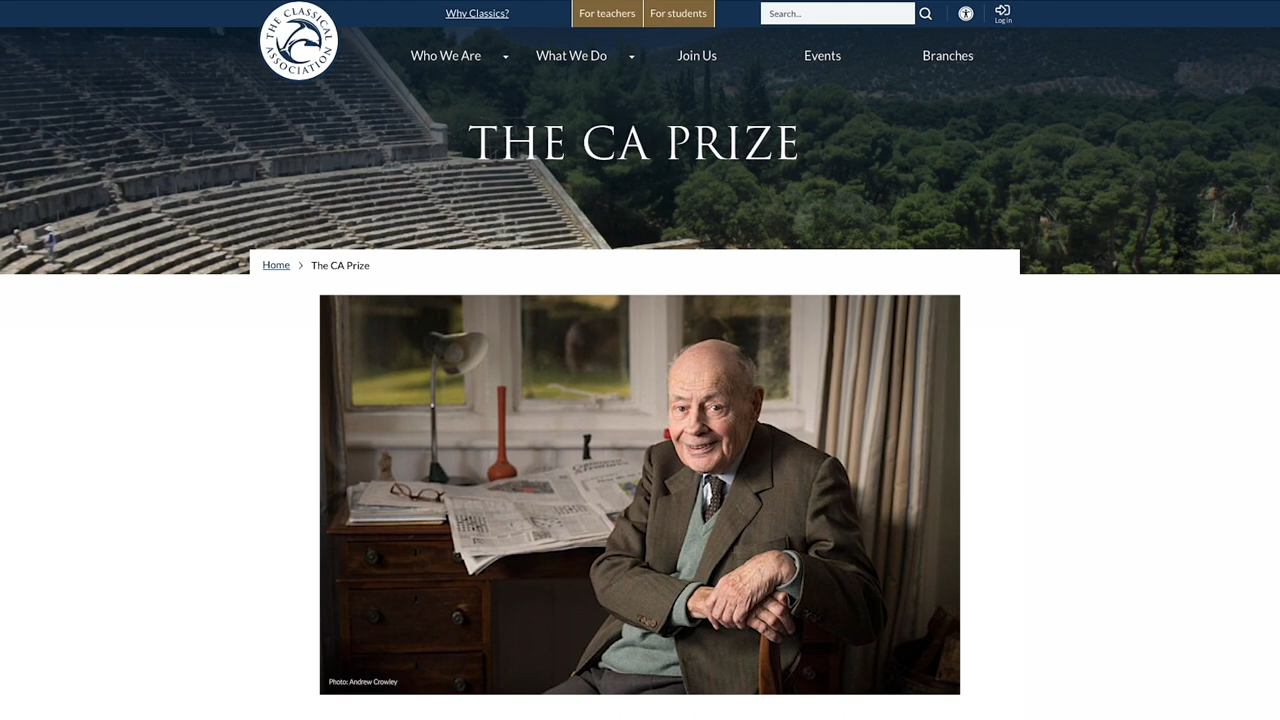 Why Classics?
For teachers
For students
Search...
Log in
THE CLASSICAL ASSOCIATION
Who We Are
What We Do
Join Us
Events
Branches
THE CA PRIZE
Home
The CA Prize
Photo: Andrew Crowley